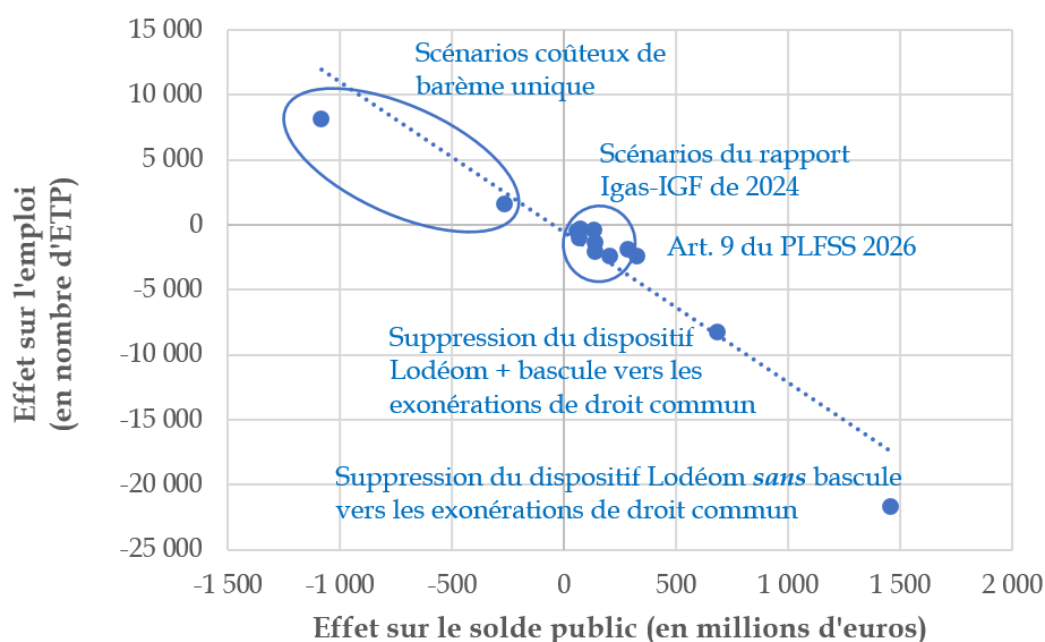 15 000
10 000
5 000
0
-5 000
-10 000
-15 000
-20 000
-25 000
Effet sur l'emploi
(en nombre d'ETP)
Scénarios coûteux de
barème unique
Scénarios du rapport
Igas-IGF de 2024
Art. 9 du PLFSS 2026
Suppression du dispositif
Lodéom + bascule vers les
exonérations de droit commun
Suppression du dispositif Lodéom sans bascule
vers les exonérations de droit commun
-1 500 -1 000 -500 0 500 1 000 1 500 2 000
Effet sur le solde public (en millions d'euros)